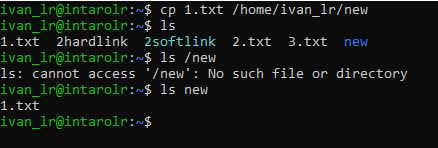 ivan_lr@intarolr:~$ cp 1.txt /home/ivan_lr/new
ivan_lr@intarolr:~$ ls
1.txt  2hardlink  2softlink  2.txt  3.txt  new
ivan_lr@intarolr:~$ ls /new
ls: cannot access '/new': No such file or directory
ivan_lr@intarolr:~$ ls new
1.txt
ivan_lr@intarolr:~$